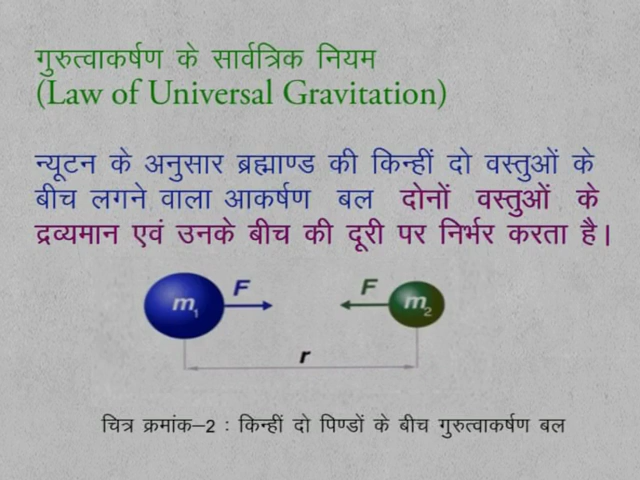 गुरुत्वाकर्षण के सार्वत्रिक नियम
(Law of Universal Gravitation)
न्यूटन के अनुसार ब्रह्माण्ड की किन्हीं दो वस्तुओं के
बीच लगने वाला आकर्षण बल दोनों वस्तुओं के
द्रव्यमान एवं उनके बीच की दूरी पर निर्भर करता है।
F F
m₁ m₂
r
चित्र क्रमांक–2 : किन्हीं दो पिण्डों के बीच गुरुत्वाकर्षण बल